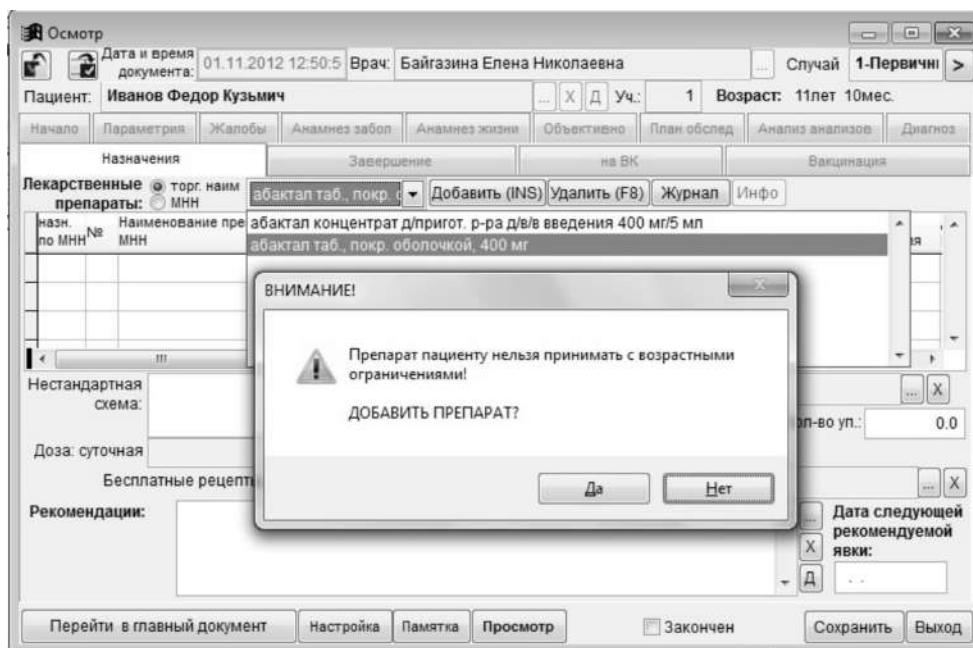 Осмотр
Дата и время документа: 01.11.2012 12:50:5 Врач: Байгазина Елена Николаевна ... Случай 1-Первичн >
Пациент: Иванов Федор Кузьмич ... Х Д Уч.: 1 Возраст: 11лет 10мес.
Начало Параметрия Жалобы Анамнез забол Анамнез жизни Объективно План обслед Анализ анализов Диагноз
Назначения Завершение на ВК Вакцинация
Лекарственные препараты: торг. наим МНН абактал таб., покр. Добавить (INS) Удалить (F8) Журнал Инфо
назн. по МНН № Наименование пре МНН
абактал концентрат д/пригот. р-ра д/в/в введения 400 мг/5 мл
абактал таб., покр. оболочкой, 400 мг
ВНИМАНИЕ!
Препарат пациенту нельзя принимать с возрастными
ограничениями!
ДОБАВИТЬ ПРЕПАРАТ?
Да Нет
Нестандартная
схема: ... Х
ол-во уп.: 0.0
Доза: суточная
Бесплатные рецепт ... Х
Рекомендации: ... Х Д
Дата следующей
рекомендуемой
явки:
. .
Перейти в главный документ Настройка Памятка Просмотр Закончен Сохранить Выход